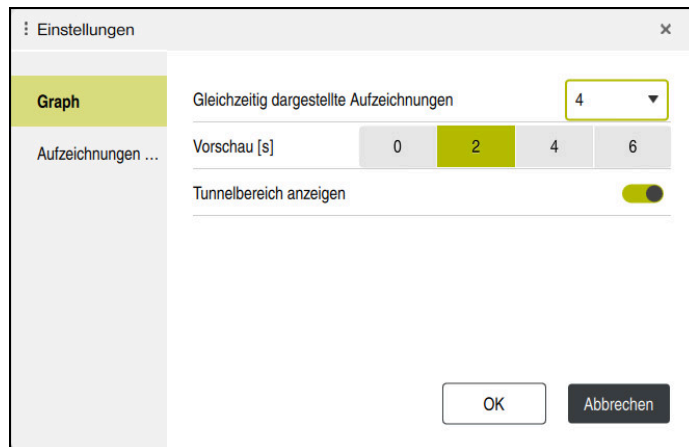 Einstellungen
Graph
Aufzeichnungen ...
Gleichzeitig dargestellte Aufzeichnungen 4
Vorschau [s] 0 2 4 6
Tunnelbereich anzeigen
OK Abbrechen